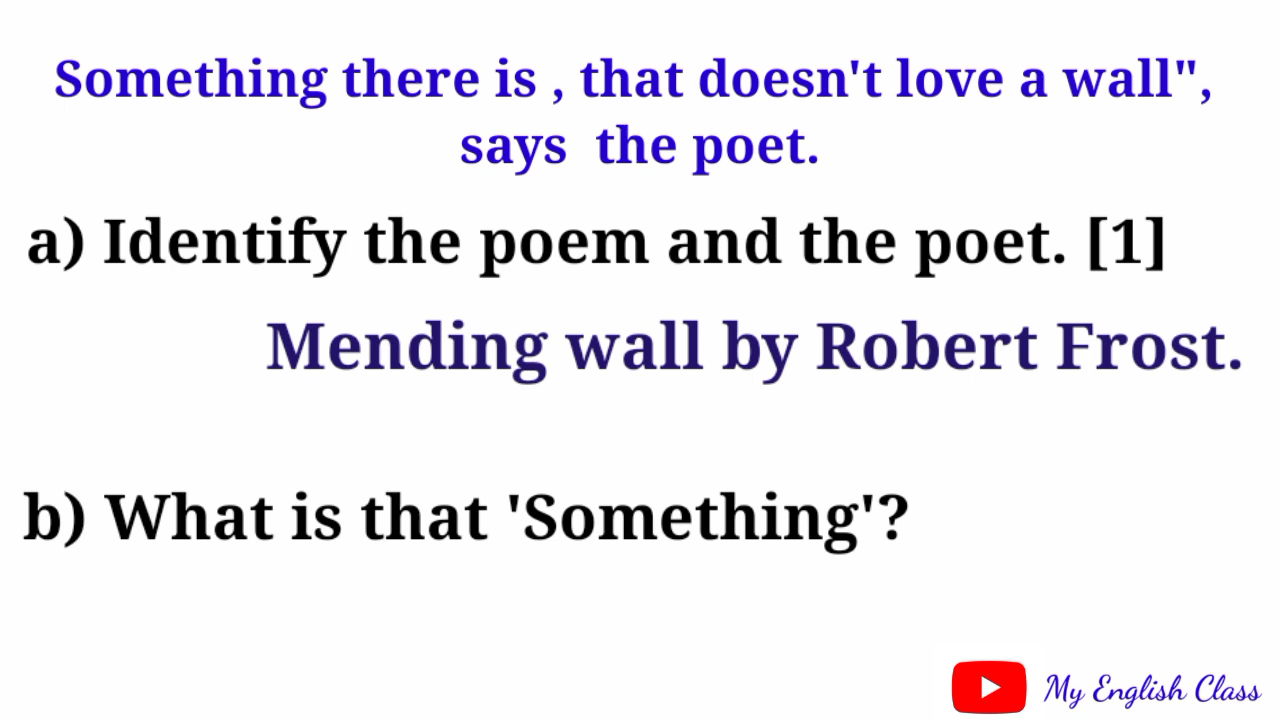 Something there is , that doesn't love a wall",
says the poet.
a) Identify the poem and the poet. [1]
Mending wall by Robert Frost.
b) What is that 'Something'?
My English Class